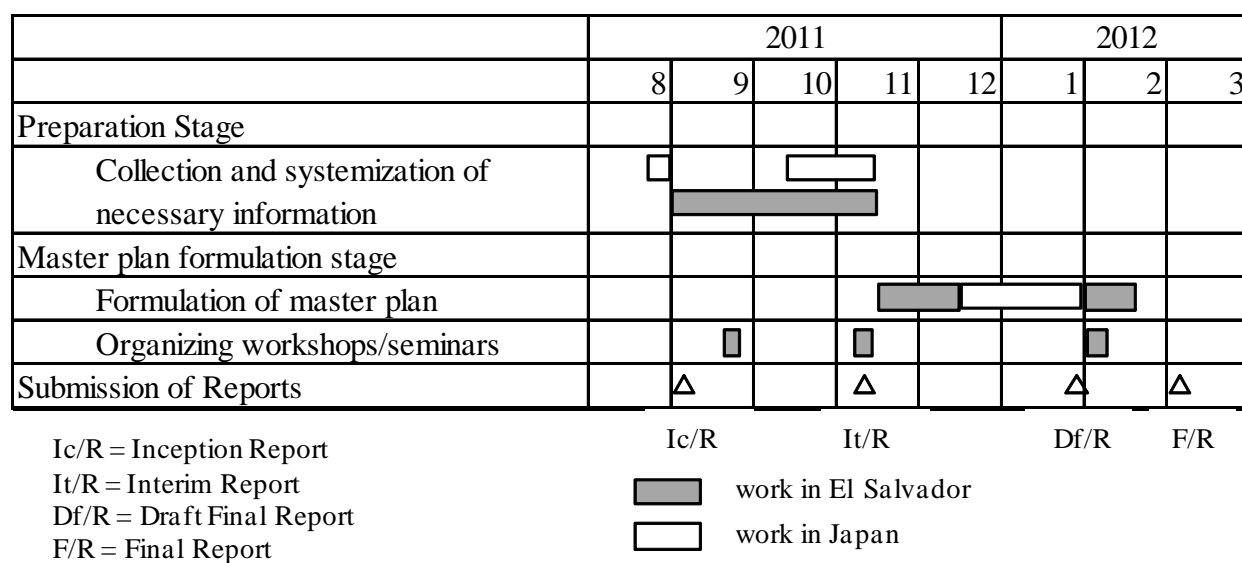 2011 2012
8 9 10 11 12 1 2 3
Preparation Stage
Collection and systemization of
necessary information
Master plan formulation stage
Formulation of master plan
Organizing workshops/seminars
Submission of Reports
Ic/R It/R Df/R F/R
Ic/R = Inception Report
It/R = Interim Report
Df/R = Draft Final Report
F/R = Final Report
work in El Salvador
work in Japan